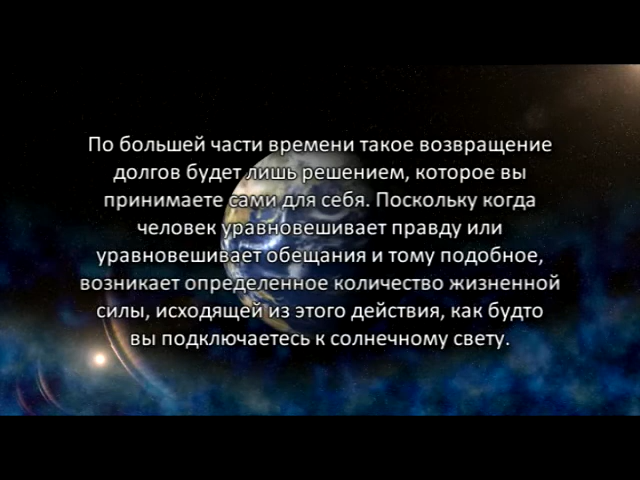 По большей части времени такое возвращение
долгов будет лишь решением, которое вы
принимаете сами для себя. Поскольку когда
человек уравновешивает правду или
уравновешивает обещания и тому подобное,
возникает определенное количество жизненной
силы, исходящей из этого действия, как будто
вы подключаетесь к солнечному свету.